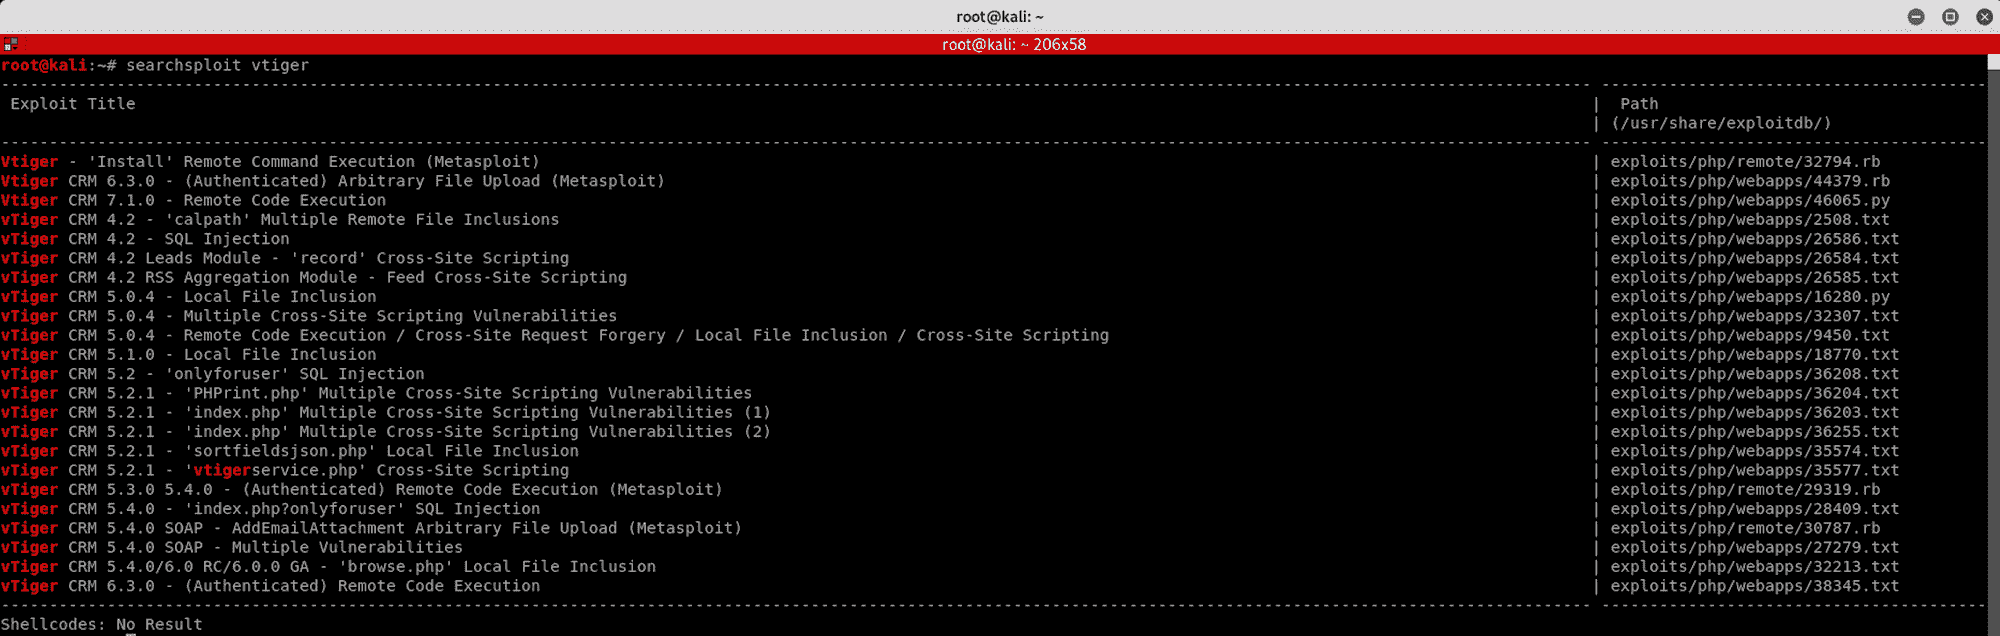 root@kali: ~
root@kali: ~ 206x58
root@kali:~# searchsploit vtiger
Exploit Title | Path
| (/usr/share/exploitdb/)
Vtiger - 'Install' Remote Command Execution (Metasploit) | exploits/php/remote/32794.rb
Vtiger CRM 6.3.0 - (Authenticated) Arbitrary File Upload (Metasploit) | exploits/php/webapps/44379.rb
Vtiger CRM 7.1.0 - Remote Code Execution | exploits/php/webapps/46065.py
vTiger CRM 4.2 - 'calpath' Multiple Remote File Inclusions | exploits/php/webapps/2508.txt
vTiger CRM 4.2 - SQL Injection | exploits/php/webapps/26586.txt
vTiger CRM 4.2 Leads Module - 'record' Cross-Site Scripting | exploits/php/webapps/26584.txt
vTiger CRM 4.2 RSS Aggregation Module - Feed Cross-Site Scripting | exploits/php/webapps/26585.txt
vTiger CRM 5.0.4 - Local File Inclusion | exploits/php/webapps/16280.py
vTiger CRM 5.0.4 - Multiple Cross-Site Scripting Vulnerabilities | exploits/php/webapps/32307.txt
vTiger CRM 5.0.4 - Remote Code Execution / Cross-Site Request Forgery / Local File Inclusion / Cross-Site Scripting | exploits/php/webapps/9450.txt
vTiger CRM 5.1.0 - Local File Inclusion | exploits/php/webapps/18770.txt
vTiger CRM 5.2 - 'onlyforuser' SQL Injection | exploits/php/webapps/36208.txt
vTiger CRM 5.2.1 - 'PHPrint.php' Multiple Cross-Site Scripting Vulnerabilities | exploits/php/webapps/36204.txt
vTiger CRM 5.2.1 - 'index.php' Multiple Cross-Site Scripting Vulnerabilities (1) | exploits/php/webapps/36203.txt
vTiger CRM 5.2.1 - 'index.php' Multiple Cross-Site Scripting Vulnerabilities (2) | exploits/php/webapps/36255.txt
vTiger CRM 5.2.1 - 'sortfieldsjson.php' Local File Inclusion | exploits/php/webapps/35574.txt
vTiger CRM 5.2.1 - 'vtigerservice.php' Cross-Site Scripting | exploits/php/webapps/35577.txt
vTiger CRM 5.3.0 5.4.0 - (Authenticated) Remote Code Execution (Metasploit) | exploits/php/remote/29319.rb
vTiger CRM 5.4.0 - 'index.php?onlyforuser' SQL Injection | exploits/php/webapps/28409.txt
vTiger CRM 5.4.0 SOAP - AddEmailAttachment Arbitrary File Upload (Metasploit) | exploits/php/remote/30787.rb
vTiger CRM 5.4.0 SOAP - Multiple Vulnerabilities | exploits/php/webapps/27279.txt
vTiger CRM 5.4.0/6.0 RC/6.0.0 GA - 'browse.php' Local File Inclusion | exploits/php/webapps/32213.txt
vTiger CRM 6.3.0 - (Authenticated) Remote Code Execution | exploits/php/webapps/38345.txt
Shellcodes: No Result